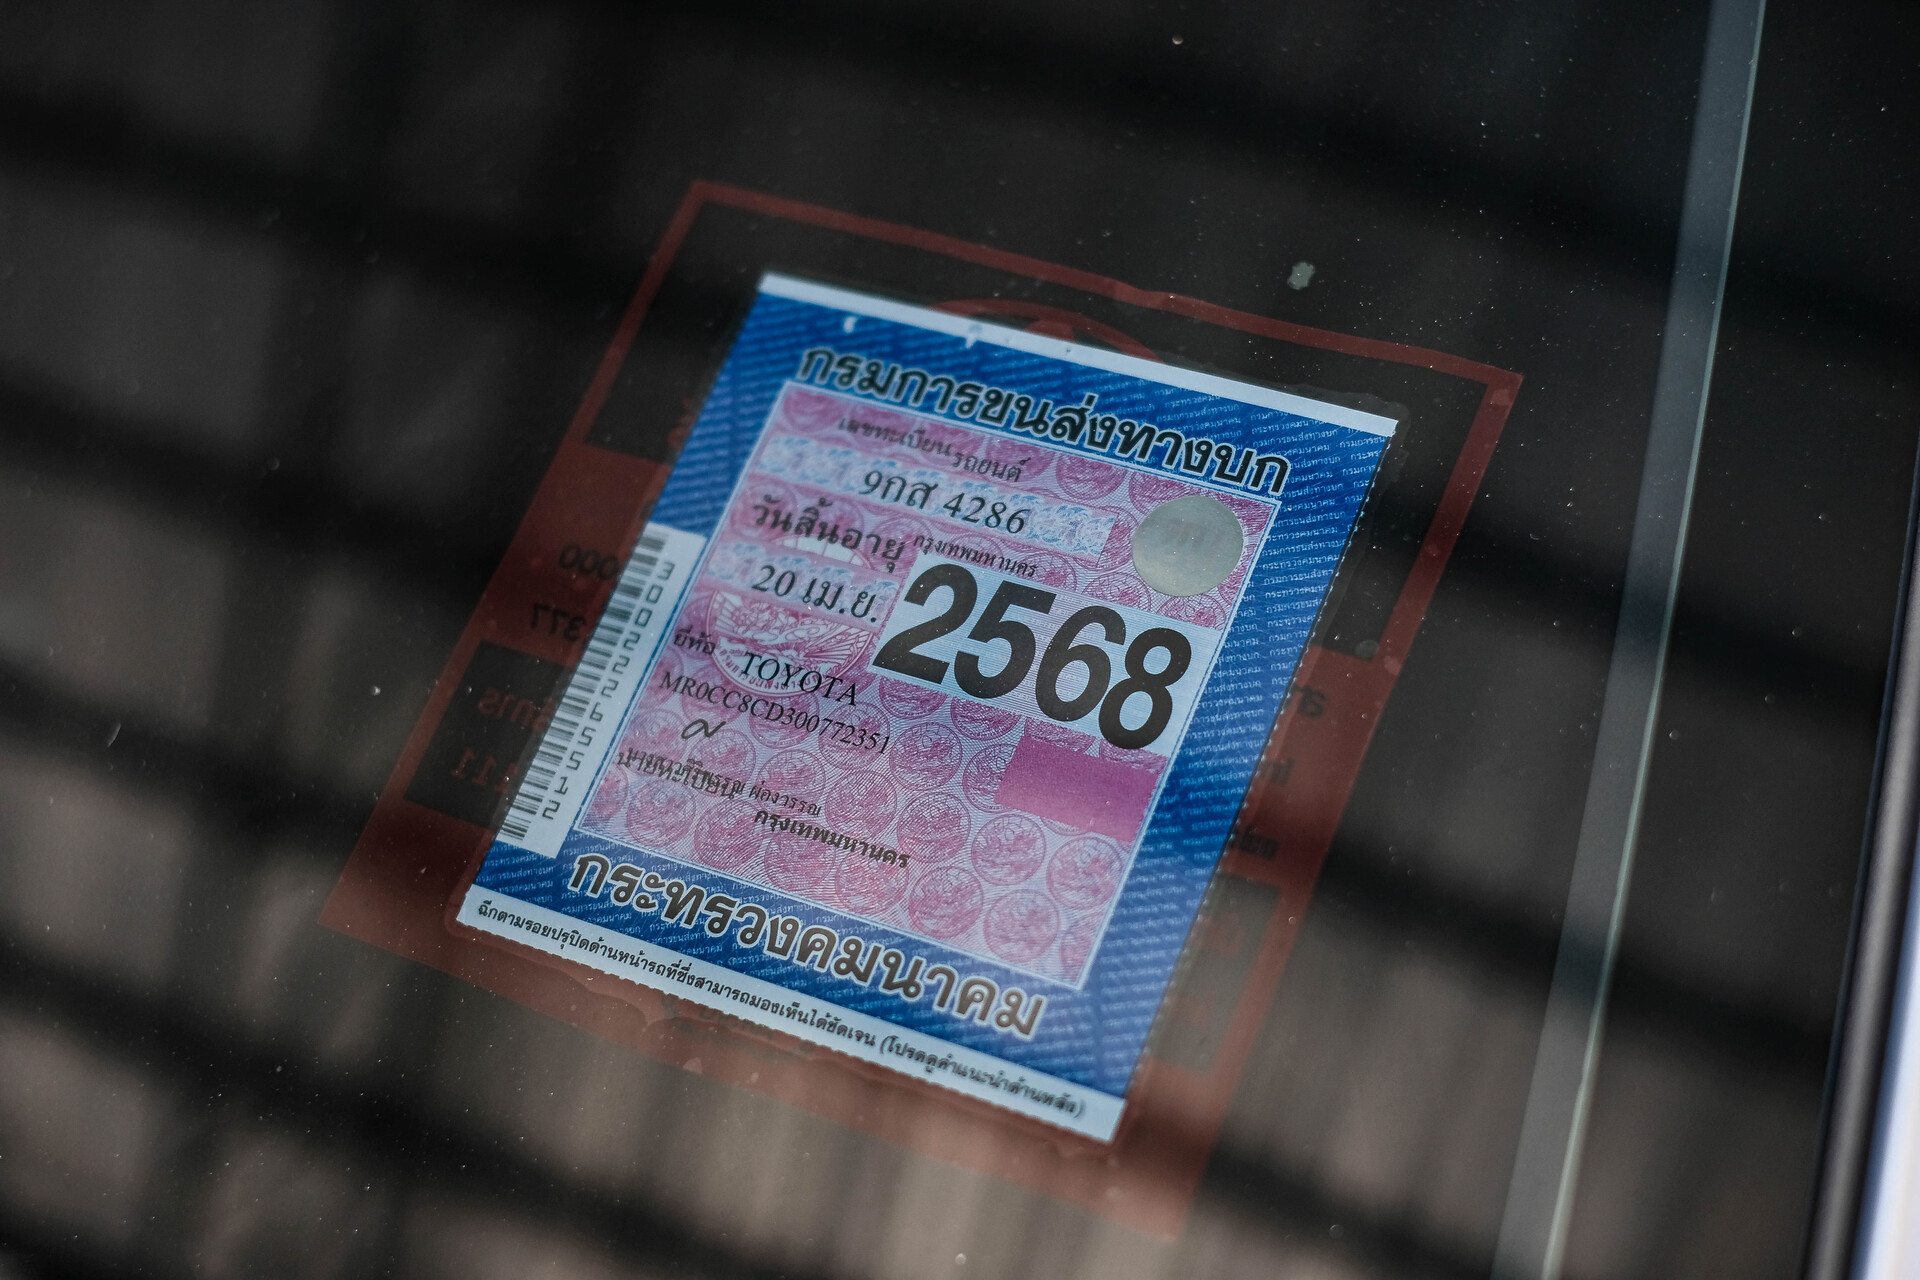 กรมการขนส่งทางบก
เลขทะเบียนรถยนต์
9กส 4286
วันสิ้นอายุ กรุงเทพมหานคร
20 เม.ย. 2568
ยี่ห้อ TOYOTA
MR0CC8CD300772351
นายทะเบียน
กรุงเทพมหานคร
กระทรวงคมนาคม
ฉีกตามรอยปรุปิดด้านหน้ารถที่ซึ่งสามารถมองเห็นได้ชัดเจน (โปรดดูคำแนะนำด้านหลัง)